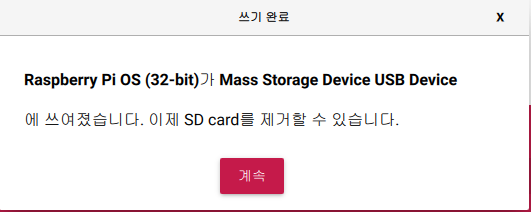 쓰기 완료 X
Raspberry Pi OS (32-bit)가 Mass Storage Device USB Device
에 쓰여졌습니다. 이제 SD card를 제거할 수 있습니다.
계속